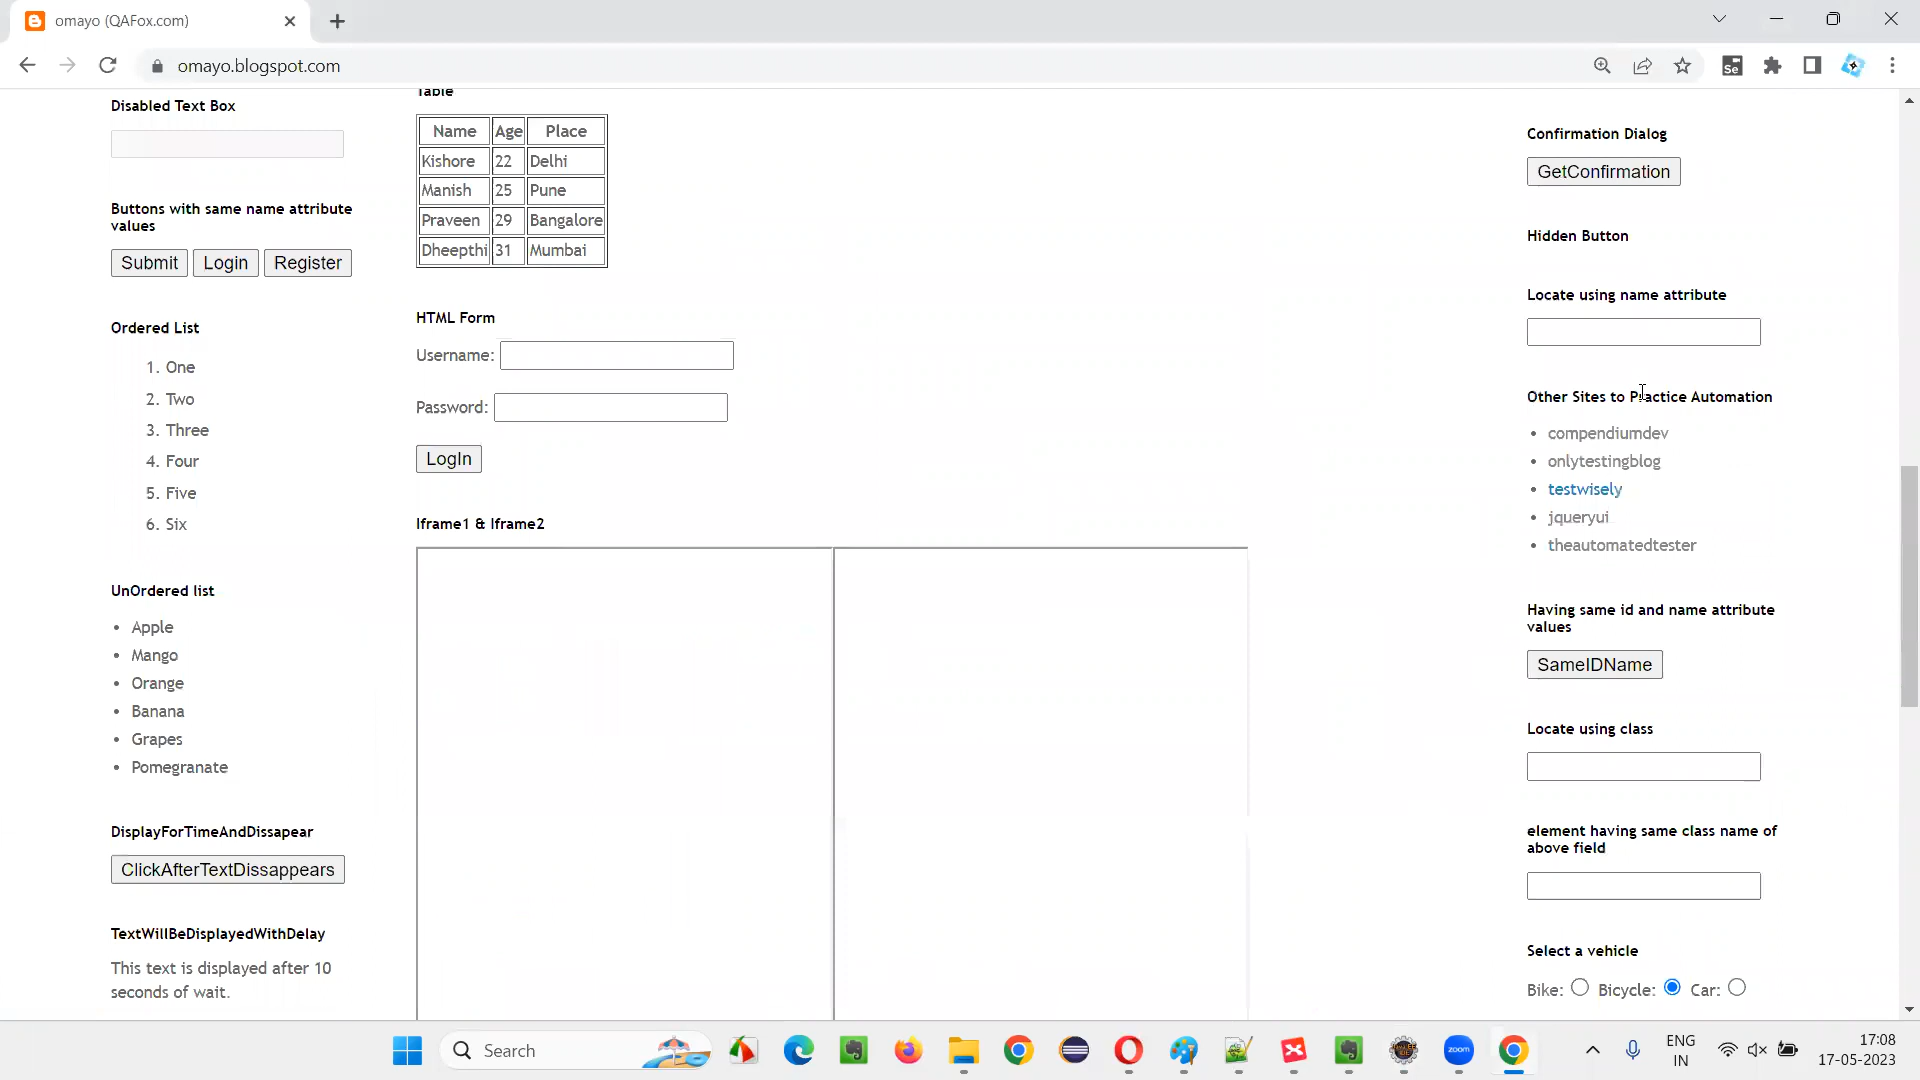 omayo (QAFox.com)
omayo.blogspot.com
Se
Disabled Text Box
Buttons with same name attribute
values
Submit Login Register
Ordered List
1. One
2. Two
3. Three
4. Four
5. Five
6. Six
UnOrdered list
• Apple
• Mango
• Orange
• Banana
• Grapes
• Pomegranate
DisplayForTimeAndDissapear
ClickAfterTextDissappears
TextWillBeDisplayedWithDelay
This text is displayed after 10
seconds of wait.
Table
Name Age Place
Kishore 22 Delhi
Manish 25 Pune
Praveen 29 Bangalore
Dheepthi 31 Mumbai
HTML Form
Username:
Password:
LogIn
Iframe1 & Iframe2
Confirmation Dialog
GetConfirmation
Hidden Button
Locate using name attribute
Other Sites to Practice Automation
• compendiumdev
• onlytestingblog
• testwisely
• jqueryui
• theautomatedtester
Having same id and name attribute
values
SameIDName
Locate using class
element having same class name of
above field
Select a vehicle
Bike: Bicycle: Car:
Search
zoom
ENG
IN
17:08
17-05-2023